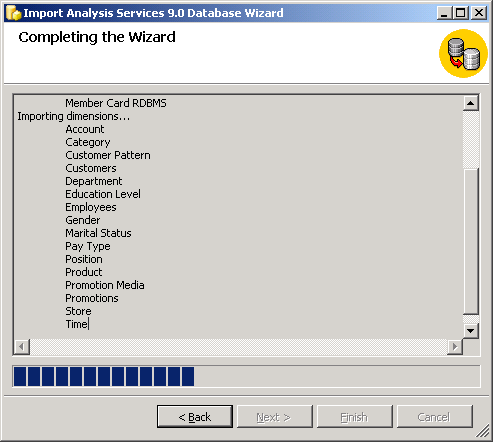 Import Analysis Services 9.0 Database Wizard
Completing the Wizard
Member Card RDBMS
Importing dimensions...
Account
Category
Customer Pattern
Customers
Department
Education Level
Employees
Gender
Marital Status
Pay Type
Position
Product
Promotion Media
Promotions
Store
Time
< Back
Next >
Finish
Cancel